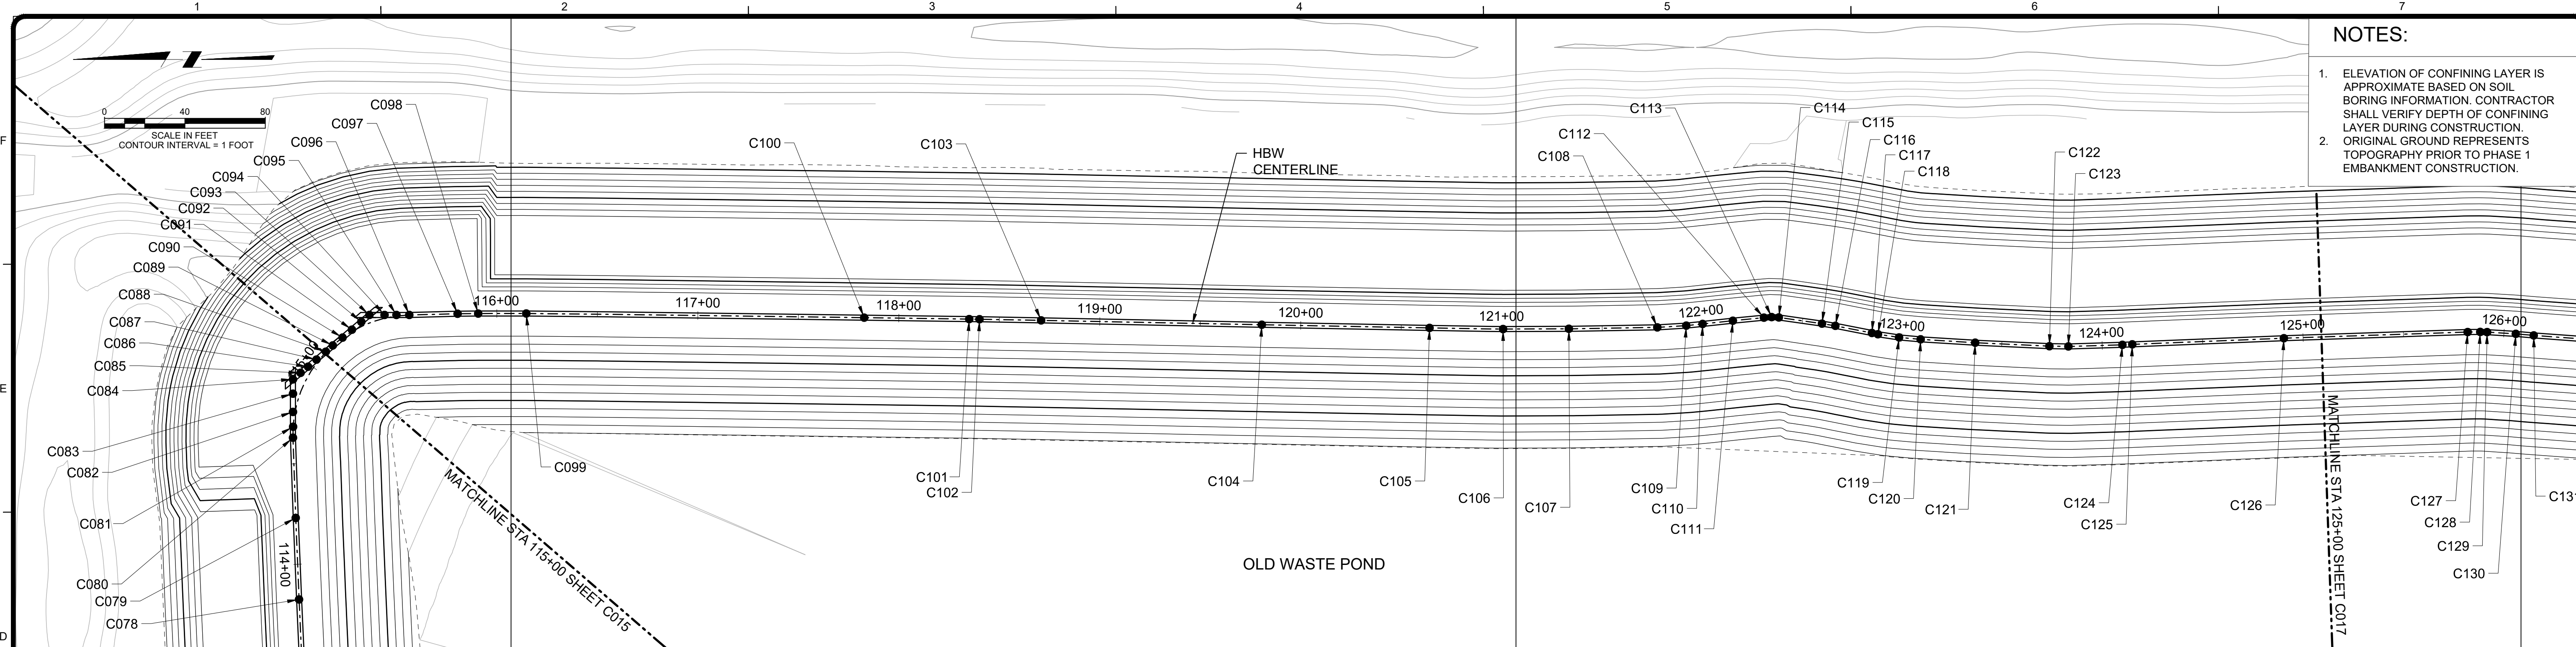 1
2
3
4
5
6
7
F
E
D
0
40
80
SCALE IN FEET
CONTOUR INTERVAL = 1 FOOT
NOTES:
1. ELEVATION OF CONFINING LAYER IS
APPROXIMATE BASED ON SOIL
BORING INFORMATION. CONTRACTOR
SHALL VERIFY DEPTH OF CONFINING
LAYER DURING CONSTRUCTION.
2. ORIGINAL GROUND REPRESENTS
TOPOGRAPHY PRIOR TO PHASE 1
EMBANKMENT CONSTRUCTION.
C098
C097
C096
C095
C094
C093
C092
C091
C090
C089
C088
C087
C086
C085
C084
C083
C082
C081
C080
C079
C078
C100
C103
HBW
CENTERLINE
C113
C112
C108
C114
C115
C116
C117
C118
C122
C123
114+00
116+00
117+00
118+00
119+00
120+00
121+00
122+00
123+00
124+00
125+00
126+00
C099
C101
C102
C104
C105
C106
C107
C109
C110
C111
C119
C120
C121
C124
C125
C126
C127
C128
C129
C130
MATCHLINE STA 115+00 SHEET C015
MATCHLINE STA 125+00 SHEET C017
OLD WASTE POND